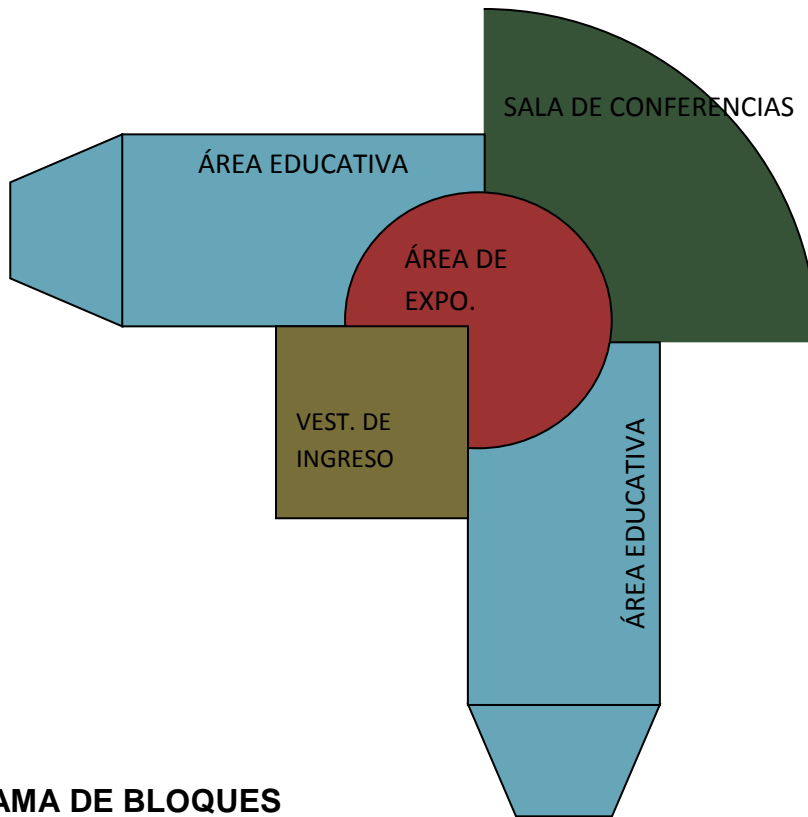 SALA DE CONFERENCIAS
ÁREA EDUCATIVA
ÁREA DE
EXPO.
VEST. DE
INGRESO
ÁREA EDUCATIVA
AMA DE BLOQUES